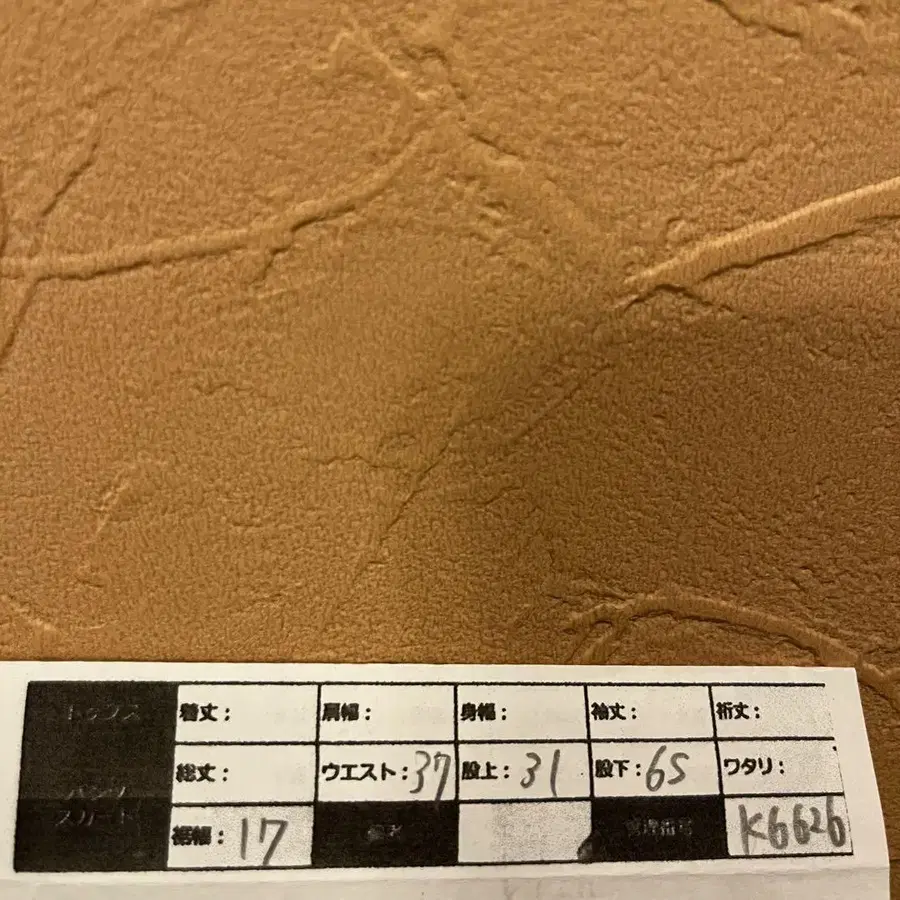 トップス 着丈： 肩幅： 身幅： 袖丈： 裄丈：
パンツ スカート 総丈： ウエスト：37 股上：31 股下：65 ワタリ：
裾幅：17 参考 管理番号 K6626